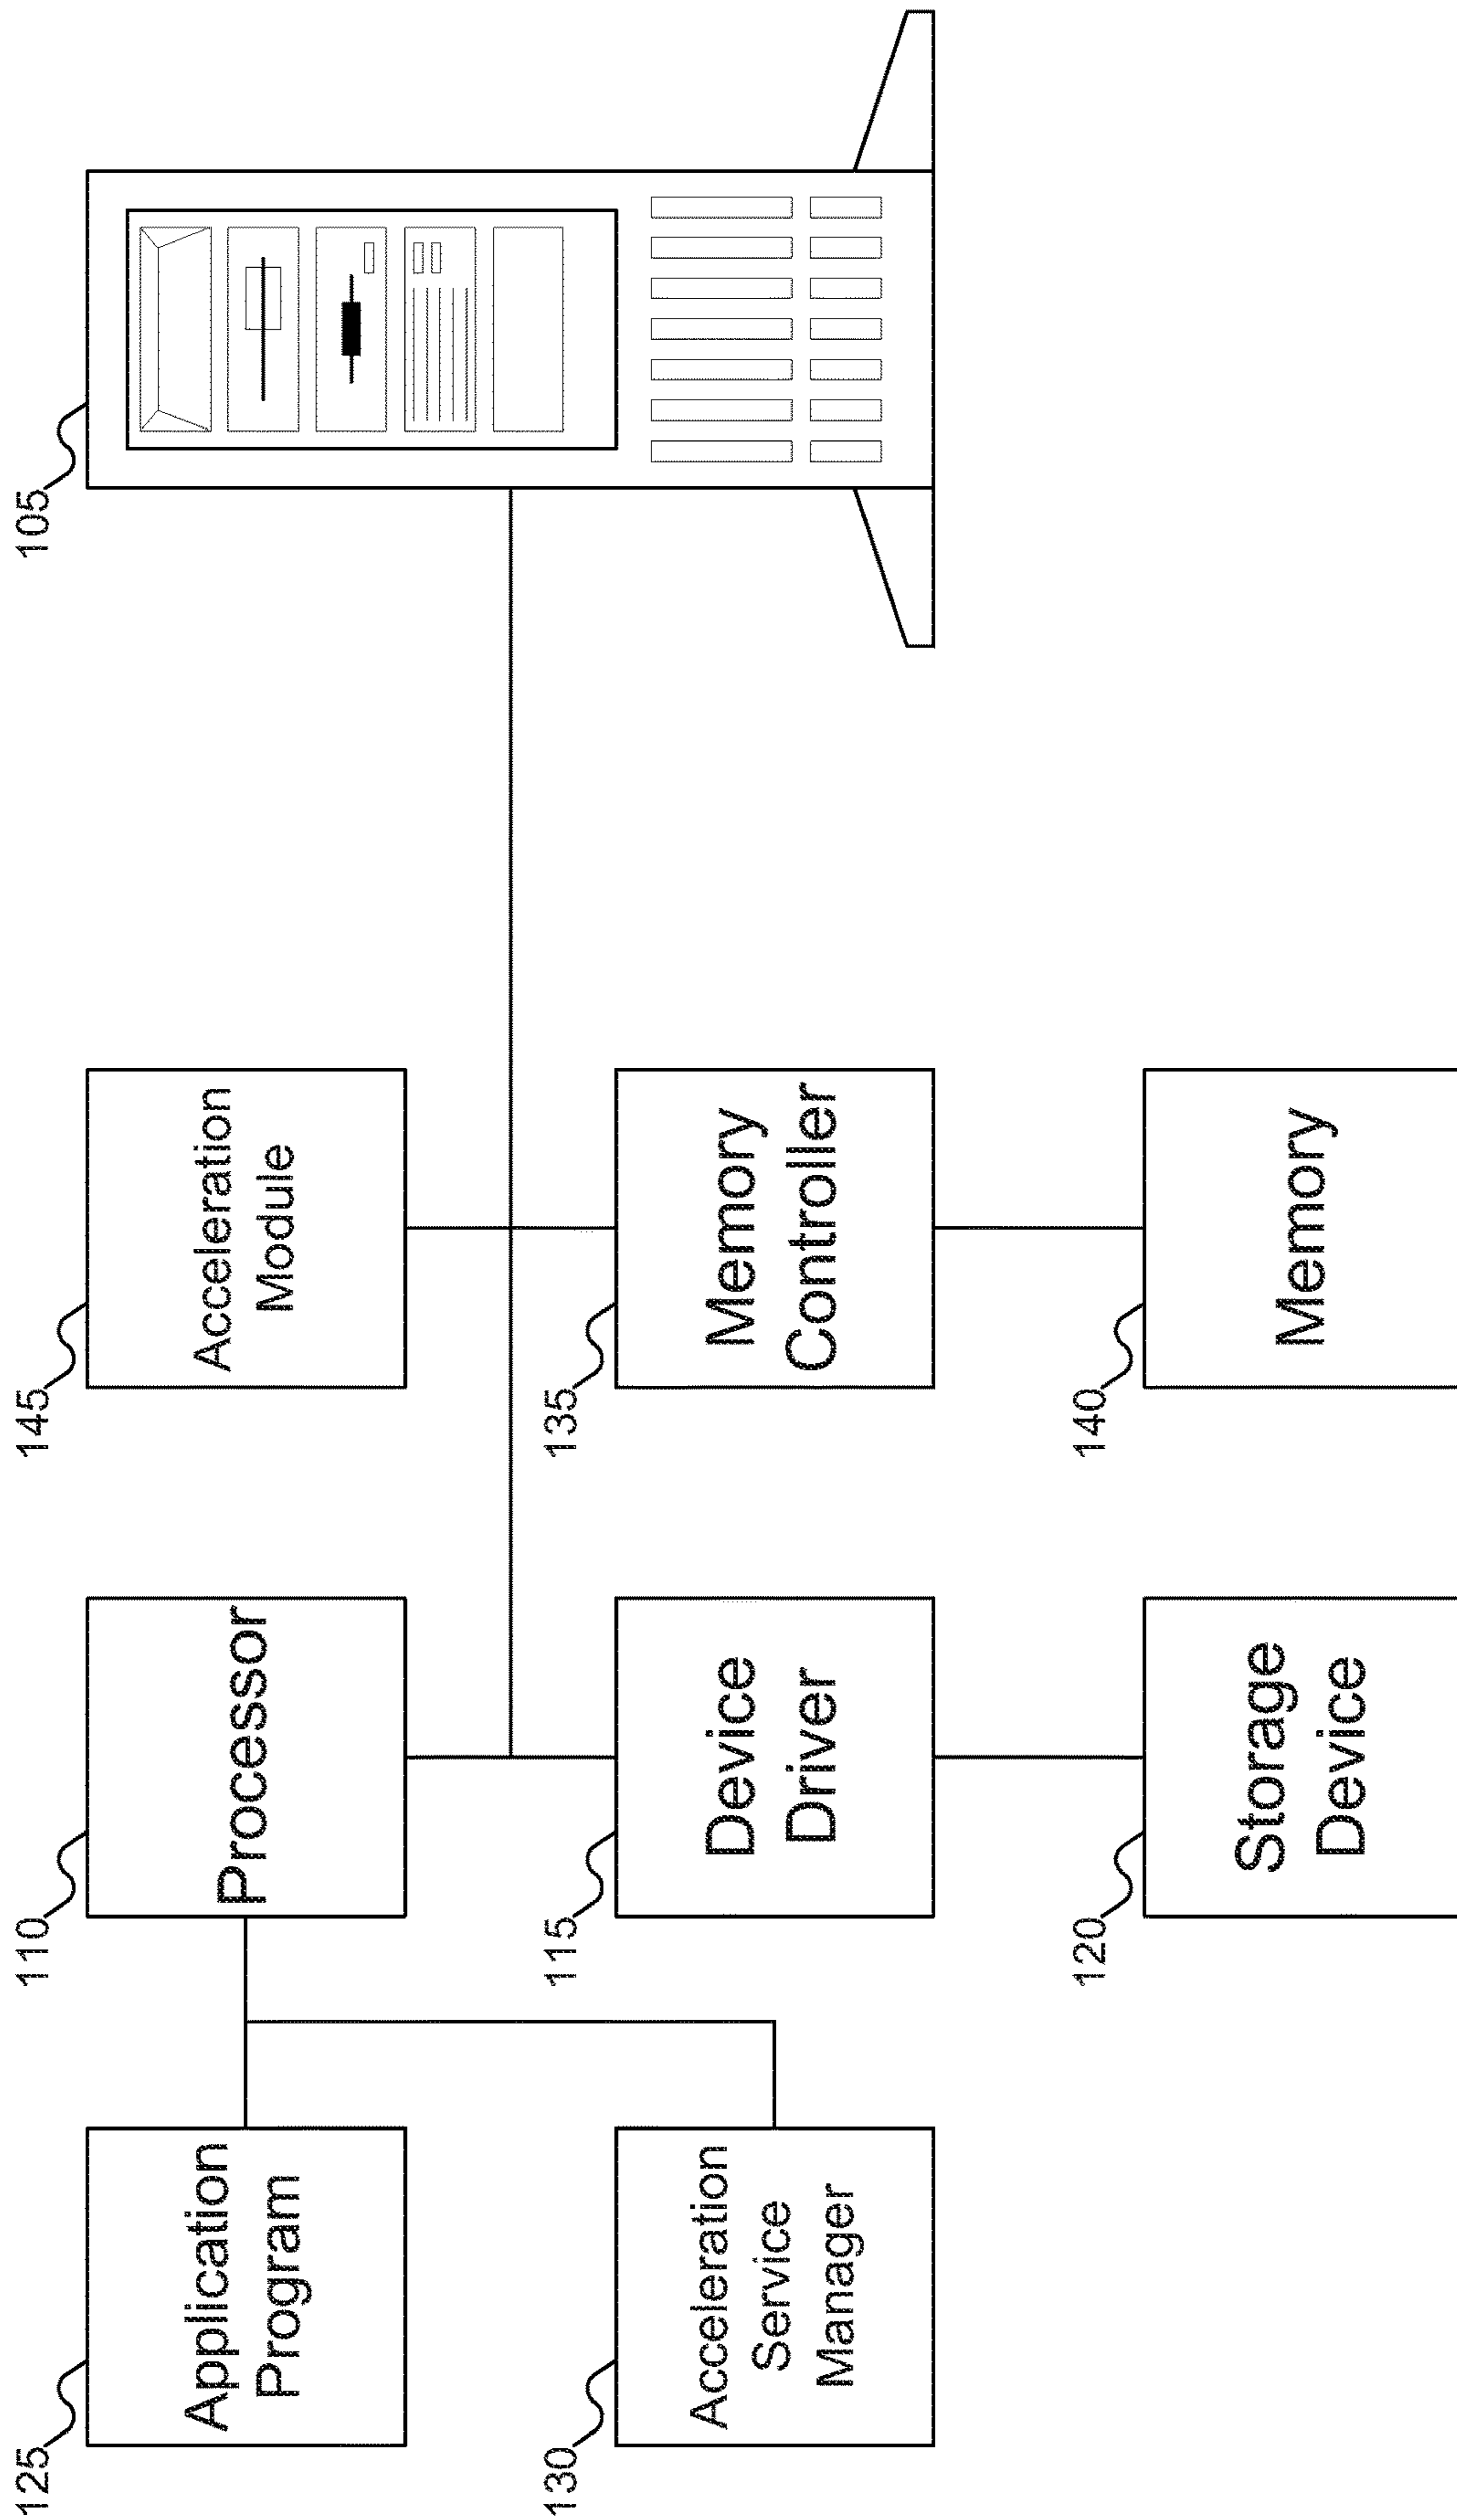 125
Application
Program
110
Processor
145
Acceleration
Module
105
130
Acceleration
Service
Manager
115
Device
Driver
135
Memory
Controller
120
Storage
Device
140
Memory